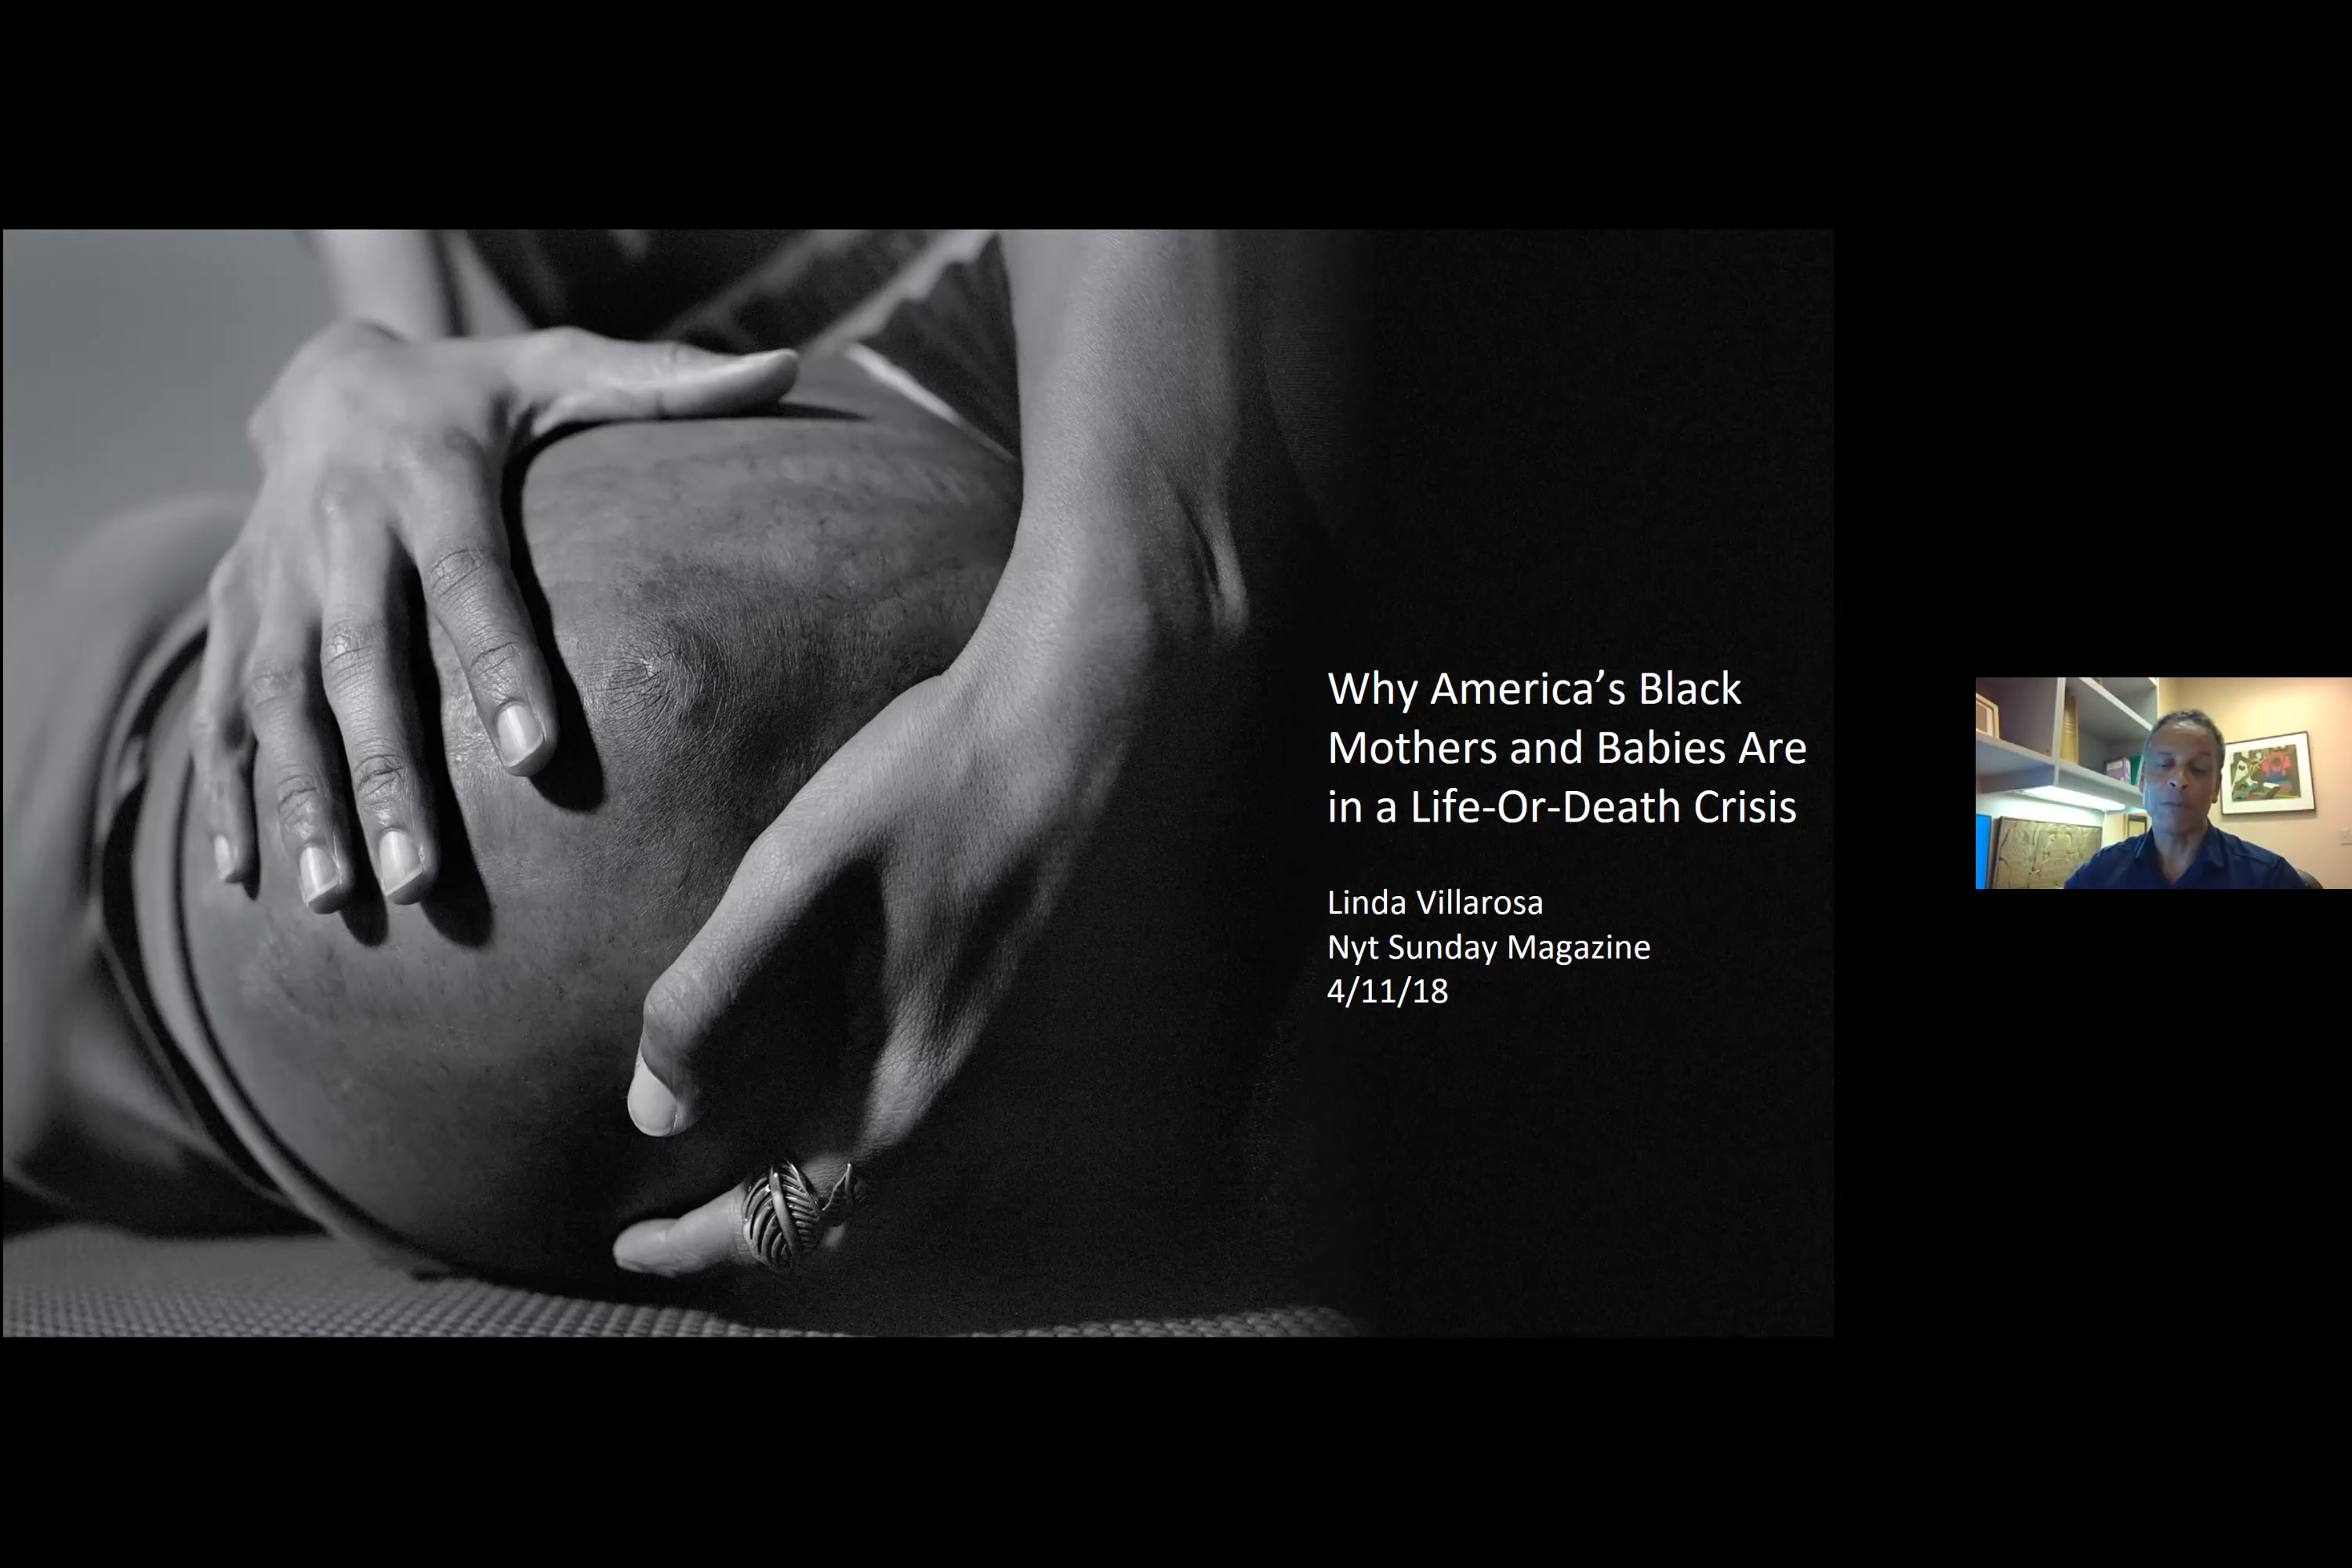 Why America’s Black
Mothers and Babies Are
in a Life-Or-Death Crisis
Linda Villarosa
Nyt Sunday Magazine
4/11/18